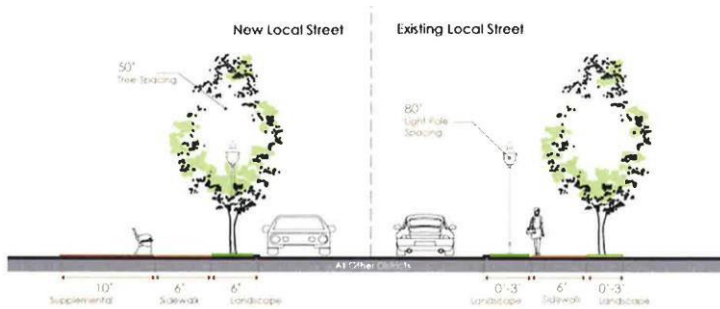 New Local Street
Existing Local Street
50'
Tree Spacing
80'
Light Pole
Spacing
All Other Objects
10'
6'
6'
0'-3
6'
0'-3'
Supplemental
Sidewalk
Landscape
Landscape
Sidewalk
Landscape